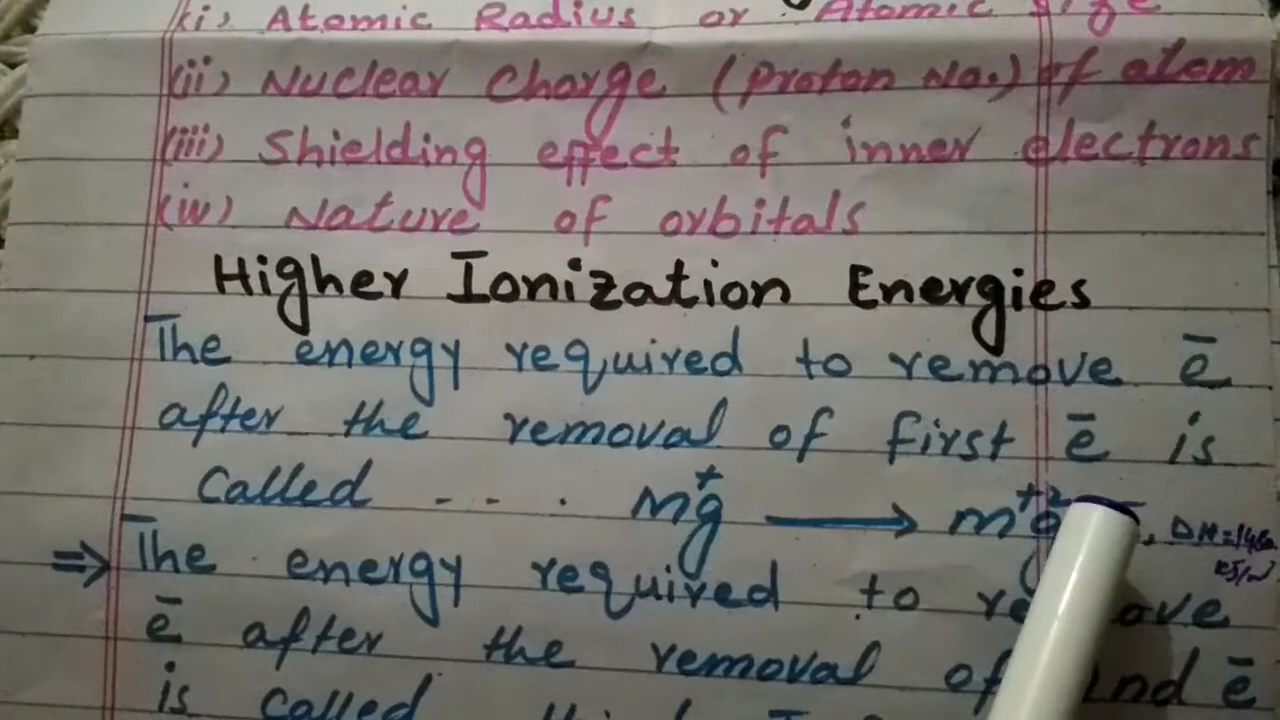 (i) Atomic Radius or Atomic Size
(ii) Nuclear Charge (Proton No.) of atom
(iii) Shielding effect of inner electrons
(iv) Nature of orbitals
Higher Ionization Energies
The energy required to remove ē
after the removal of first ē is
Called - - . Mg⁺ ⟶ Mg⁺²
⇒ The energy required to remove
ē after the removal of 2nd ē
is called